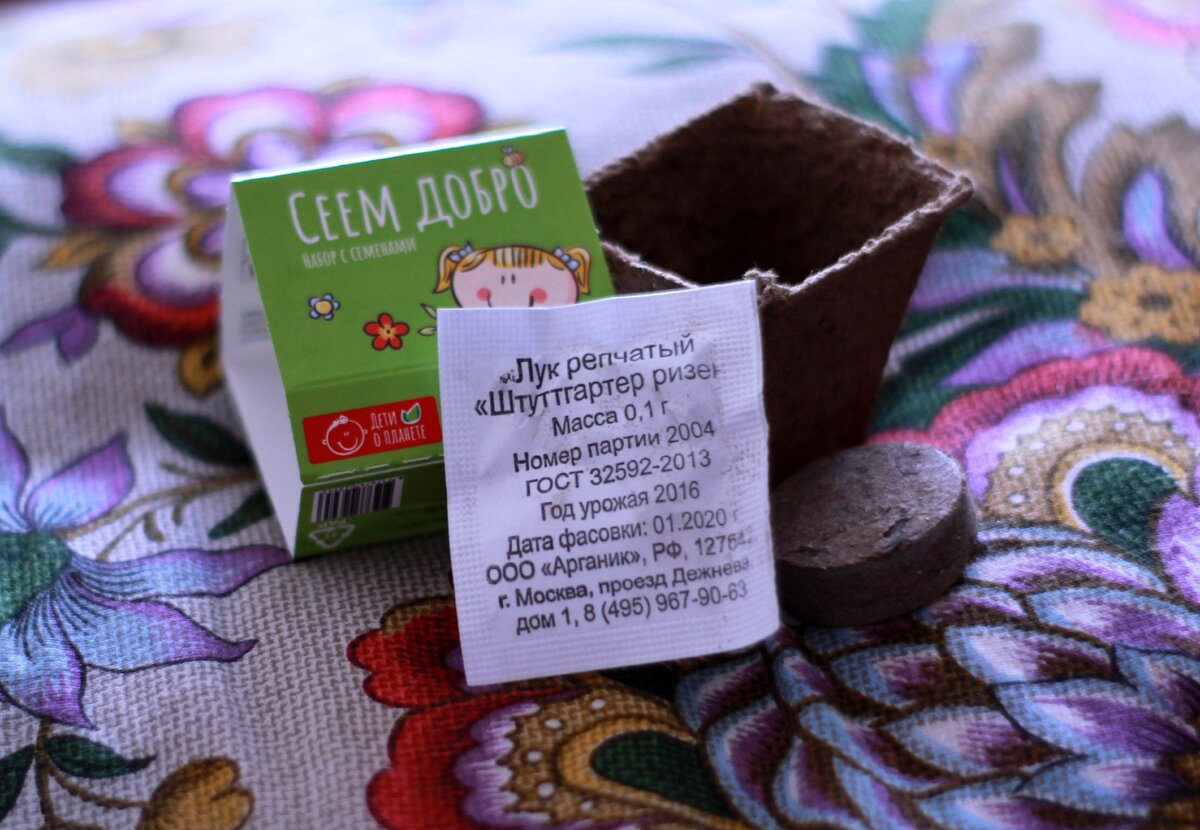 Сеем добро
Набор с семенами
Дети
о планете
Лук репчатый
«Штуттгартер ризен
Масса 0,1 г
Номер партии 2004
ГОСТ 32592-2013
Год урожая 2016
Дата фасовки: 01.2020 г
ООО «Арганик», РФ, 127642
г. Москва, проезд Дежнева
дом 1, 8 (495) 967-90-63